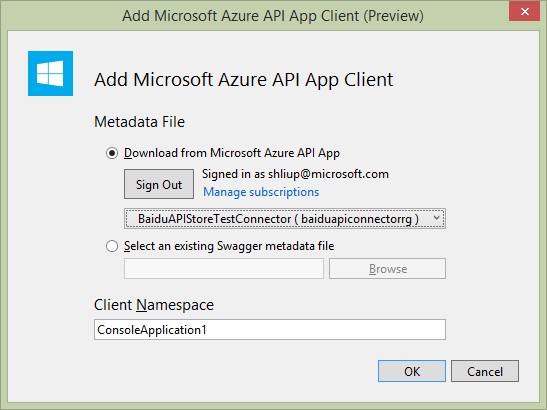 Add Microsoft Azure API App Client (Preview)
Add Microsoft Azure API App Client
Metadata File
Download from Microsoft Azure API App
Sign Out
Signed in as shliup@microsoft.com
Manage subscriptions
BaiduAPIStoreTestConnector ( baiduapiconnectorrg )
Select an existing Swagger metadata file
Browse
Client Namespace
ConsoleApplication1
OK
Cancel